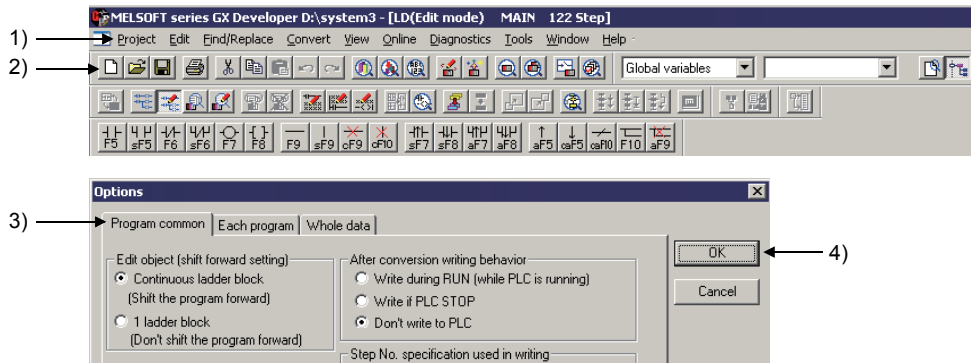 MELSOFT series GX Developer D:\system3 - [LD(Edit mode) MAIN 122 Step]
1)
Project Edit Find/Replace Convert View Online Diagnostics Tools Window Help
2)
Global variables
F5 sF5 F6 sF6 F7 F8 F9 sF9 cF9 cF10 sF7 sF8 aF7 aF8 aF5 caF5 caF10 F10 aF9
Options
3)
Program common Each program Whole data
4)
OK
Cancel
Edit object (shift forward setting)
Continuous ladder block
(Shift the program forward)
1 ladder block
(Don't shift the program forward)
After conversion writing behavior
Write during RUN (while PLC is running)
Write if PLC STOP
Don't write to PLC
Step No. specification used in writing